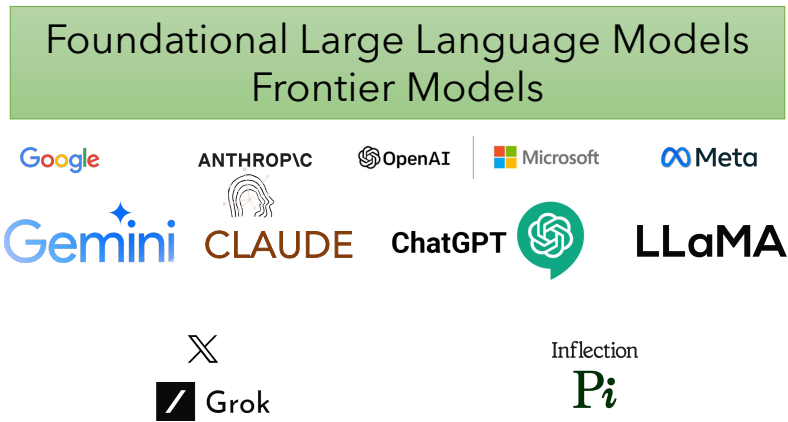 Foundational Large Language Models
Frontier Models
Google
ANTHROP\C
OpenAI
Microsoft
Meta
Gemini
CLAUDE
ChatGPT
LLaMA
X
Grok
Inflection
Pi